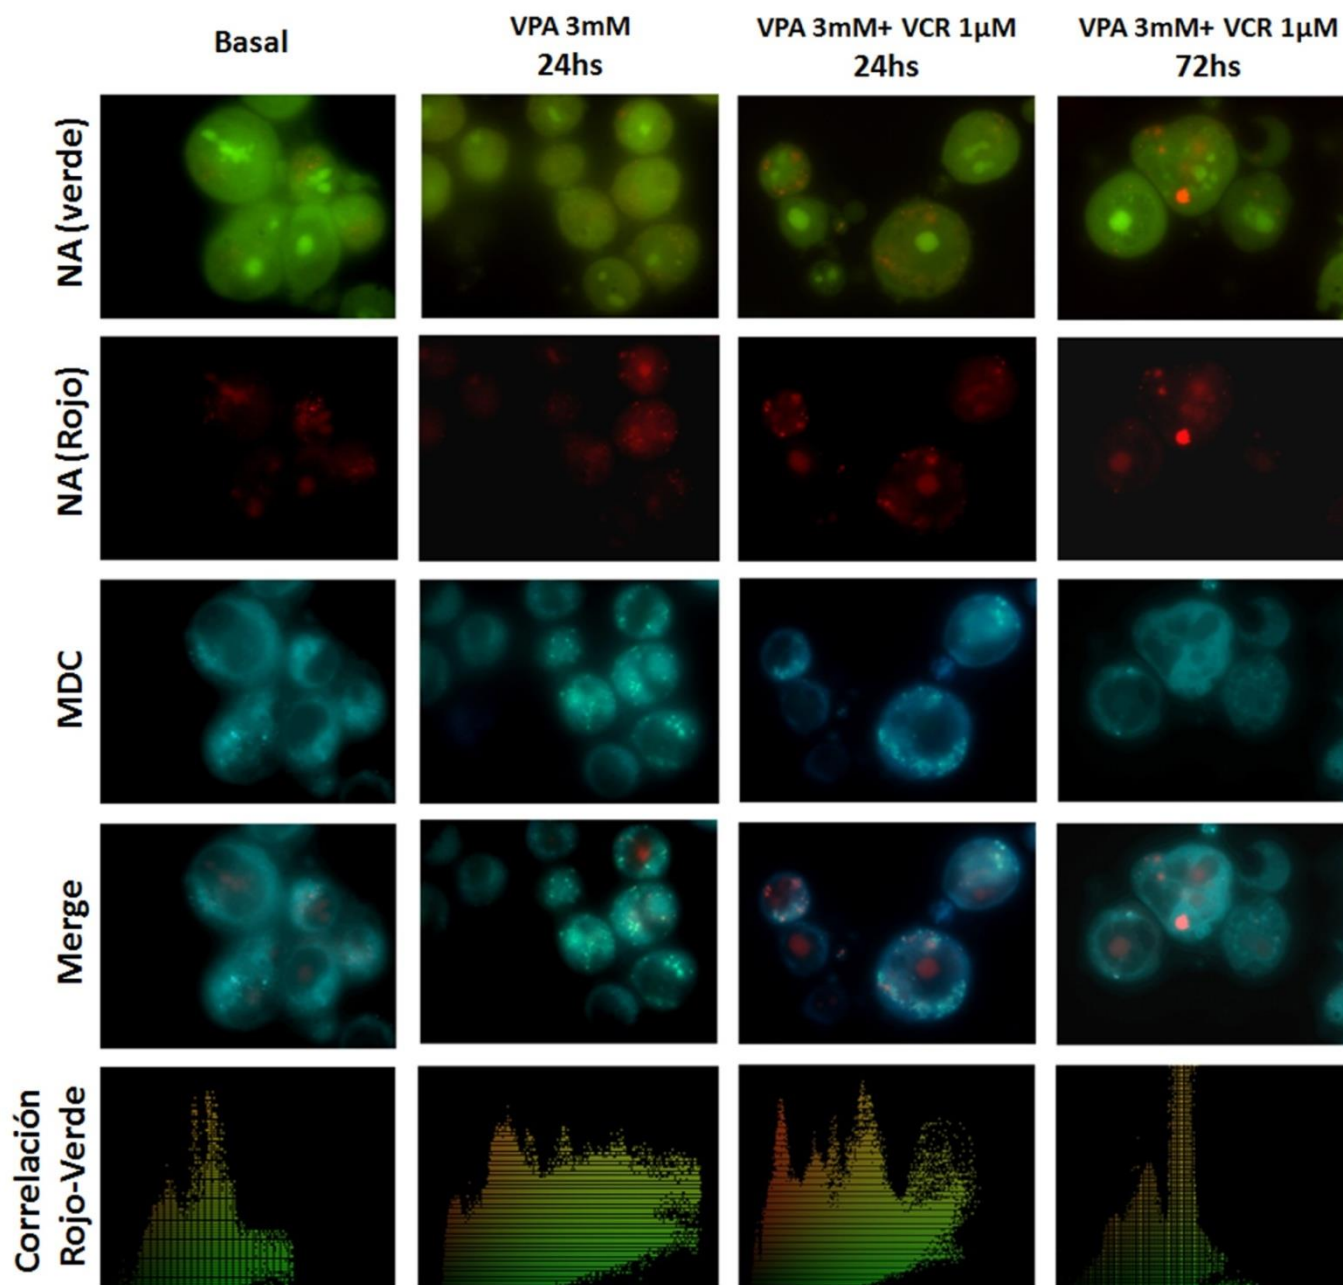 Basal
VPA 3mM
24hs
VPA 3mM+ VCR 1µM
24hs
VPA 3mM+ VCR 1µM
72hs
NA (verde)
NA (Rojo)
MDC
Merge
Correlación
Rojo-Verde